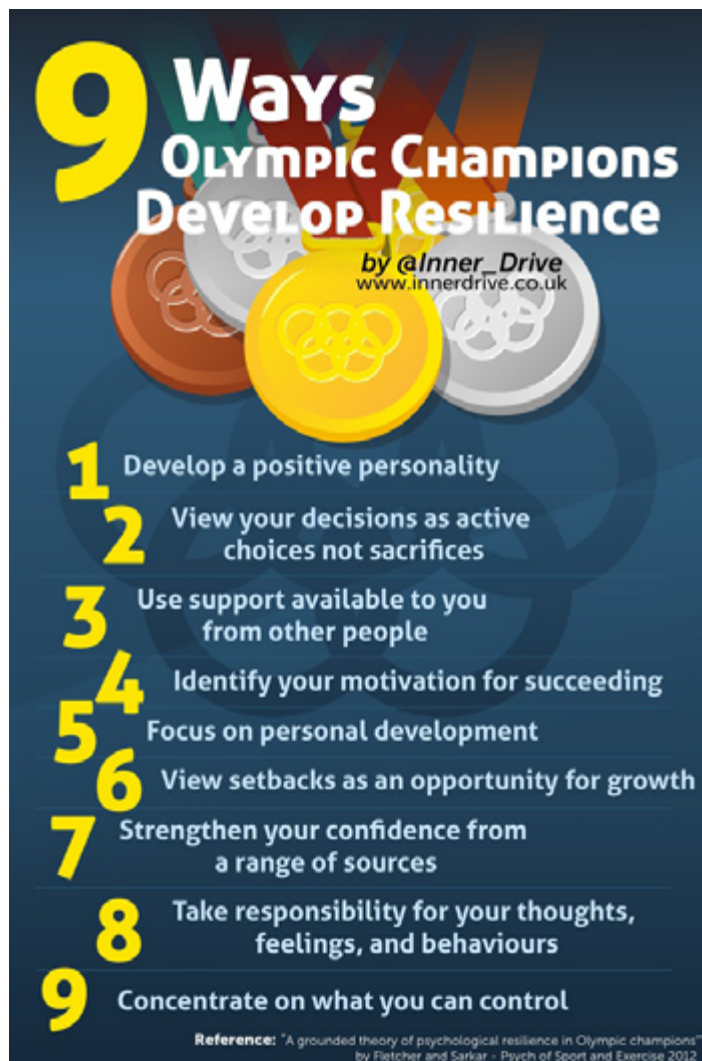 9 Ways
Olympic Champions
Develop Resilience
by @Inner_Drive
www.innerdrive.co.uk
1 Develop a positive personality
2 View your decisions as active
choices not sacrifices
3 Use support available to you
from other people
4 Identify your motivation for succeeding
5 Focus on personal development
6 View setbacks as an opportunity for growth
7 Strengthen your confidence from
a range of sources
8 Take responsibility for your thoughts,
feelings, and behaviours
9 Concentrate on what you can control
Reference: "A grounded theory of psychological resilience in Olympic champions"
by Fletcher and Sarkar - Psych of Sport and Exercise 2012